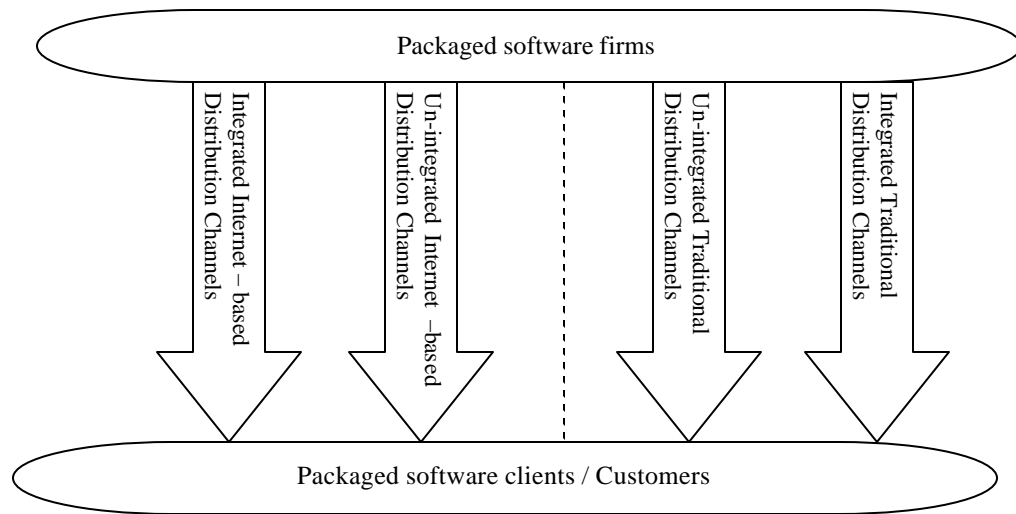 Packaged software firms
Integrated Internet – based
Distribution Channels
Un-integrated Internet –based
Distribution Channels
Un-integrated Traditional
Distribution Channels
Integrated Traditional
Distribution Channels
Packaged software clients / Customers